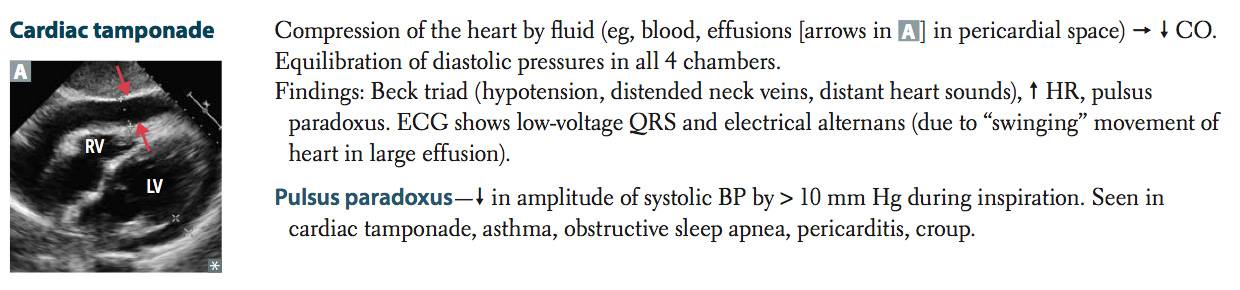 Cardiac tamponade
A
RV
LV
*
Compression of the heart by fluid (eg, blood, effusions [arrows in A] in pericardial space) → ↓ CO.
Equilibration of diastolic pressures in all 4 chambers.
Findings: Beck triad (hypotension, distended neck veins, distant heart sounds), ↑ HR, pulsus
paradoxus. ECG shows low-voltage QRS and electrical alternans (due to “swinging” movement of
heart in large effusion).
Pulsus paradoxus—↓ in amplitude of systolic BP by > 10 mm Hg during inspiration. Seen in
cardiac tamponade, asthma, obstructive sleep apnea, pericarditis, croup.